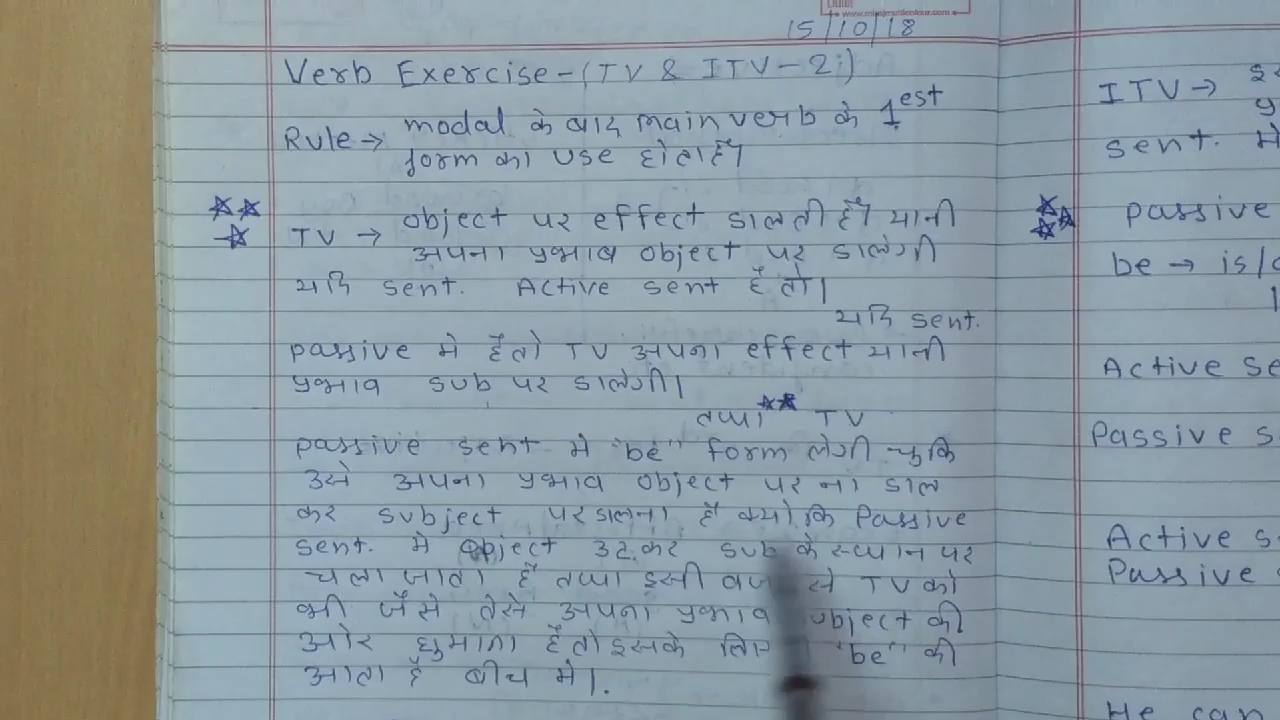 www.
15/10/18
Verb Exercise - (TV & ITV - 2)
Rule → modal के बाद main verb के 1est
form का use होता है।
TV → object पर effect डालती है। यानी
अपना प्रभाव object पर डालेगी
यदि sent. Active sent है तो।
यदि sent.
passive मे है तो TV अपना effect यानी
प्रभाव sub पर डालेगी।
तथा TV
passive sent मे "be" form लेगी चुकि
उसे अपना प्रभाव object पर ना डाल
कर subject पर डालना है क्यो कि Passive
sent. मे object उठ कर sub के स्थान पर
चला जाता है तथा इसी से TV को
भी जैसे तैसे अपना प्रभाव subject की
ओर घुमाना है तो इसके "be" की
आता है बीच मे।.
ITV →
sent. मे
passive
be → is/
Active se
Passive s
Active s
Passive
He can